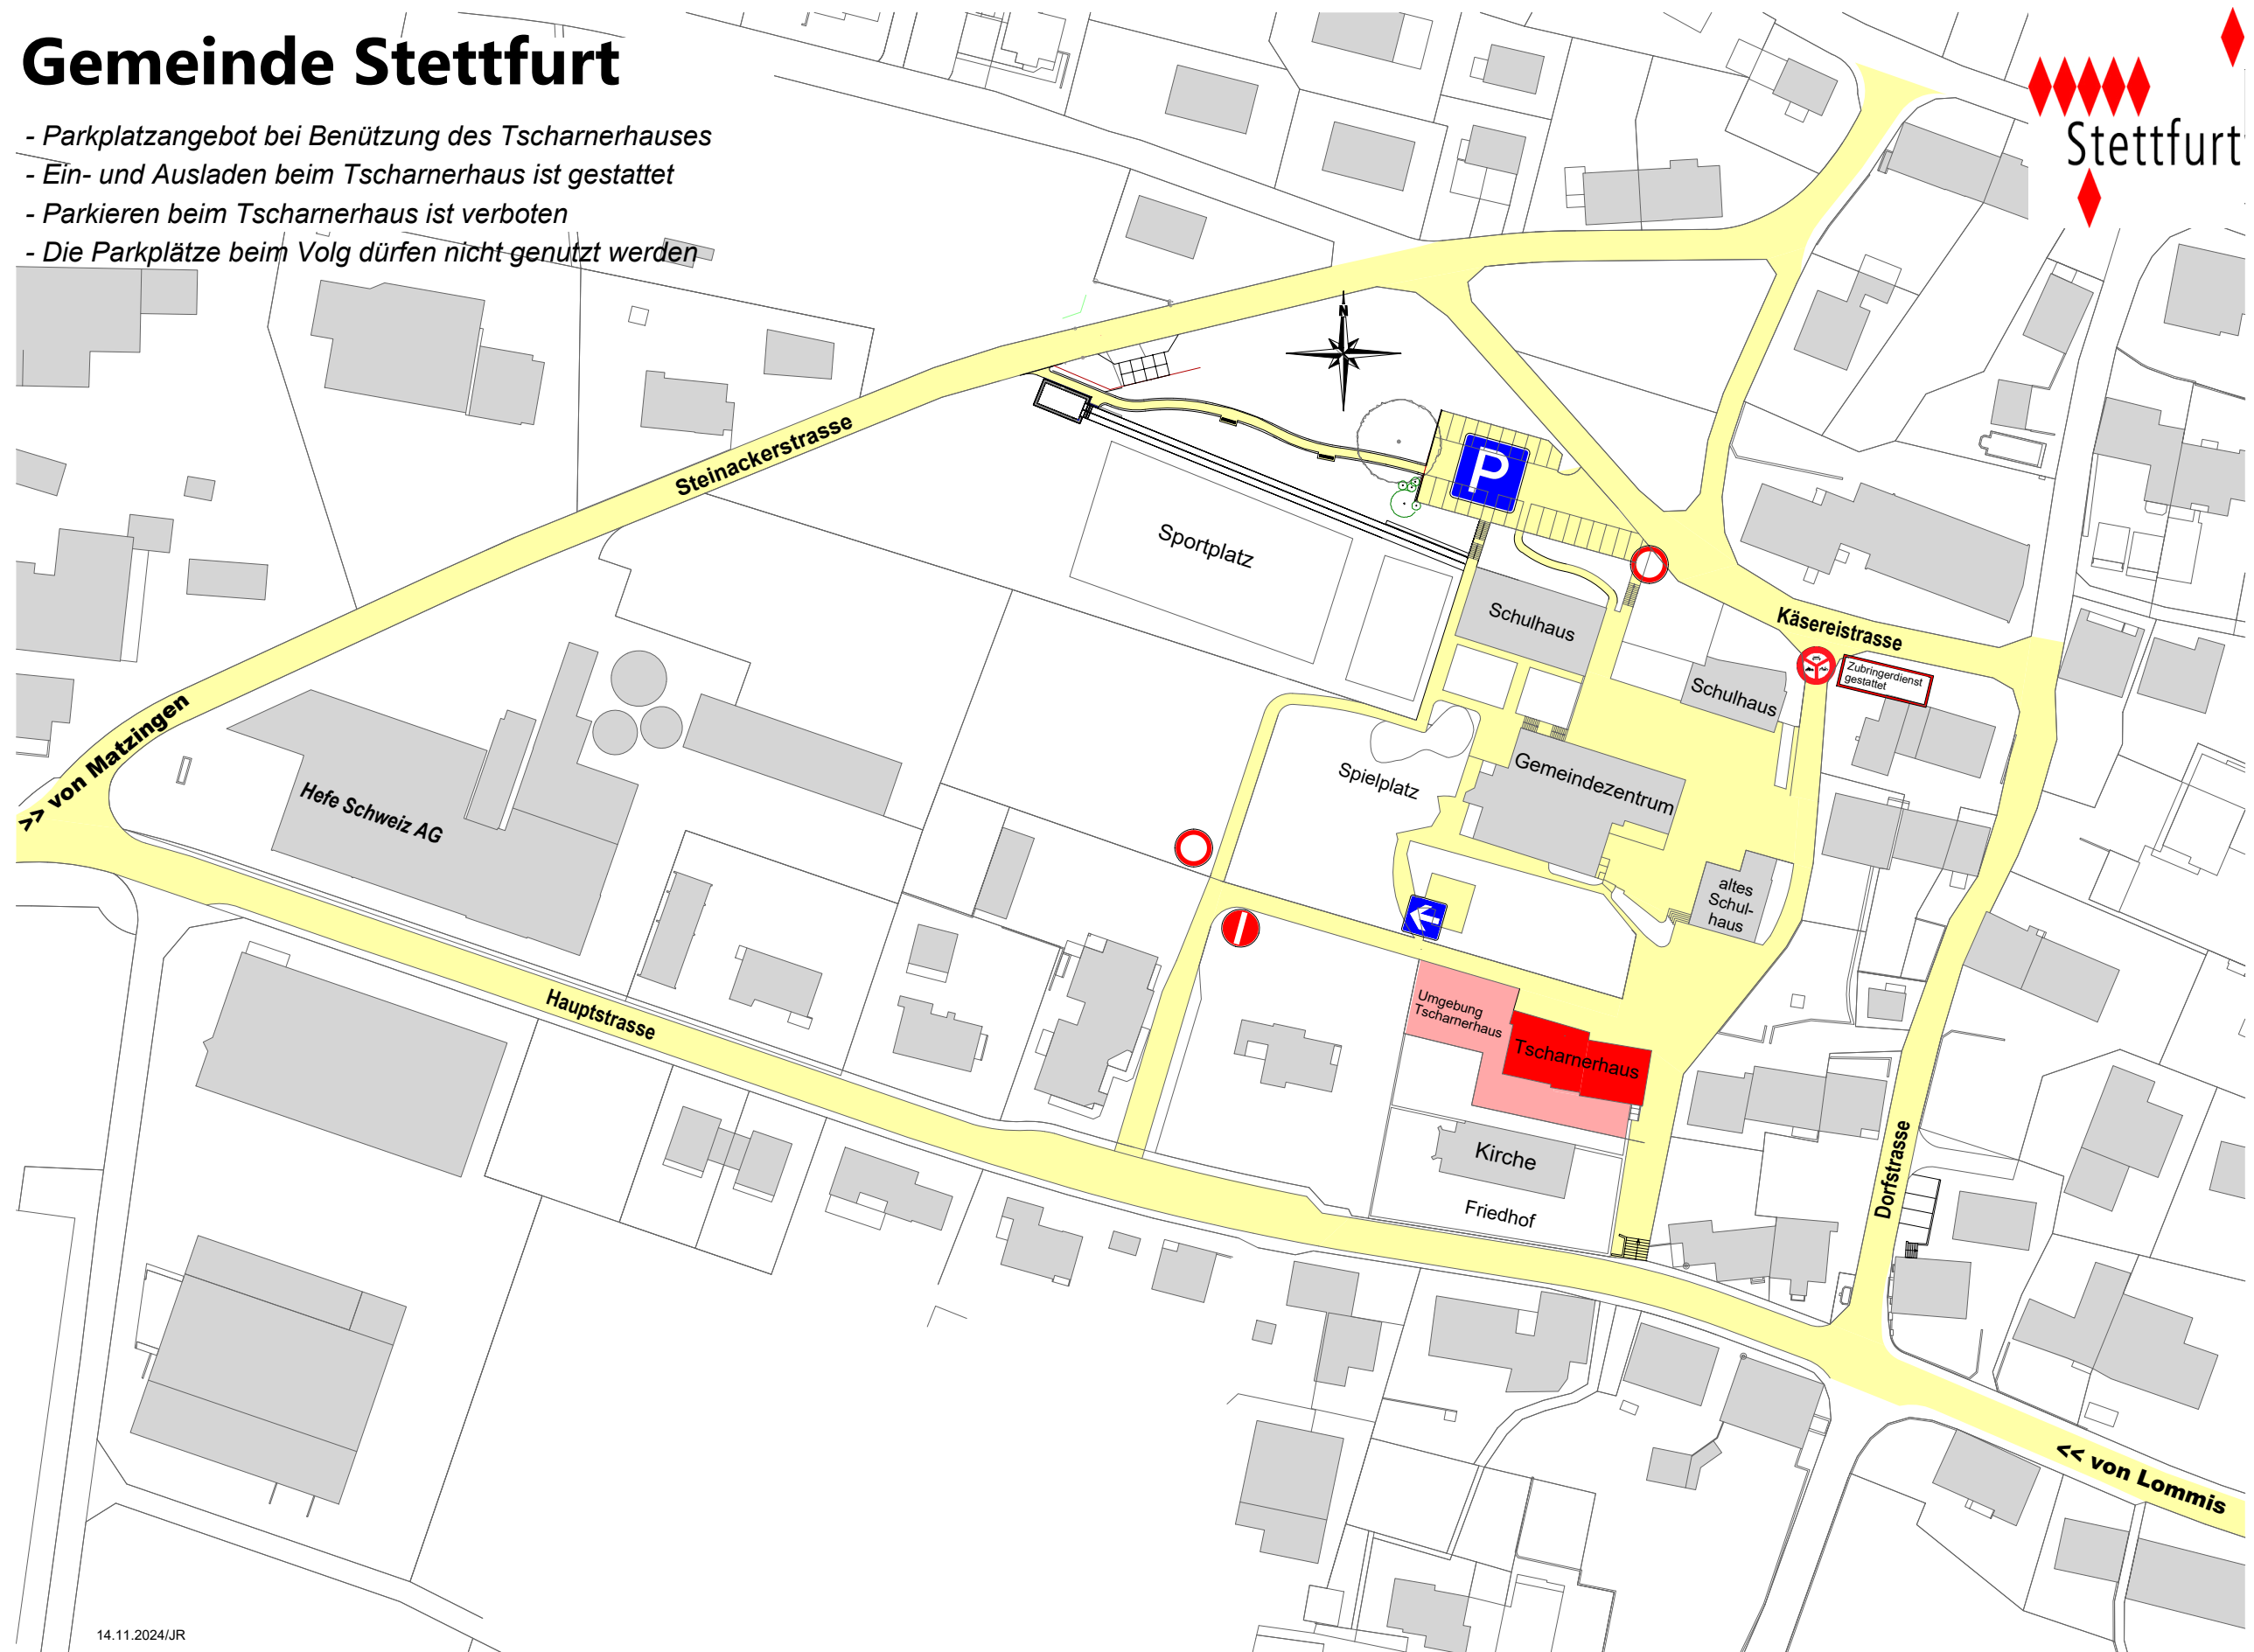 Gemeinde Stettfurt
- Parkplatzangebot bei Benützung des Tscharnerhauses
- Ein- und Ausladen beim Tscharnerhaus ist gestattet
- Parkieren beim Tscharnerhaus ist verboten
- Die Parkplätze beim Volg dürfen nicht genutzt werden
Stettfurt
N
Steinackerstrasse
P
Sportplatz
Schulhaus
Käsereistrasse
Zubringerdienst
gestattet
Schulhaus
>> von Matzingen
Spielplatz
Gemeindezentrum
Hefe Schweiz AG
altes
Schul-
haus
Hauptstrasse
Umgebung
Tscharnerhaus
Tscharnerhaus
Kirche
Friedhof
Dorfstrasse
<< von Lommis
14.11.2024/JR